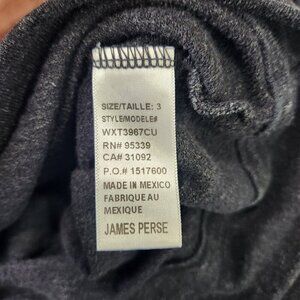 SIZE/TAILLE: 3
STYLE/MODELE#
WXT3967CU
RN# 95339
CA# 31092
P.O.# 1517600
MADE IN MEXICO
FABRIQUE AU
MEXIQUE
JAMES PERSE